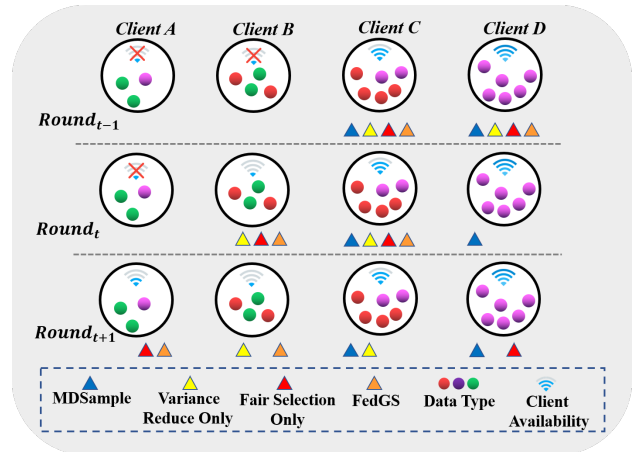 Client A Client B Client C Client D
Round_{t-1}
Round_t
Round_{t+1}
MDSample Variance Reduce Only Fair Selection Only FedGS Data Type Client Availability